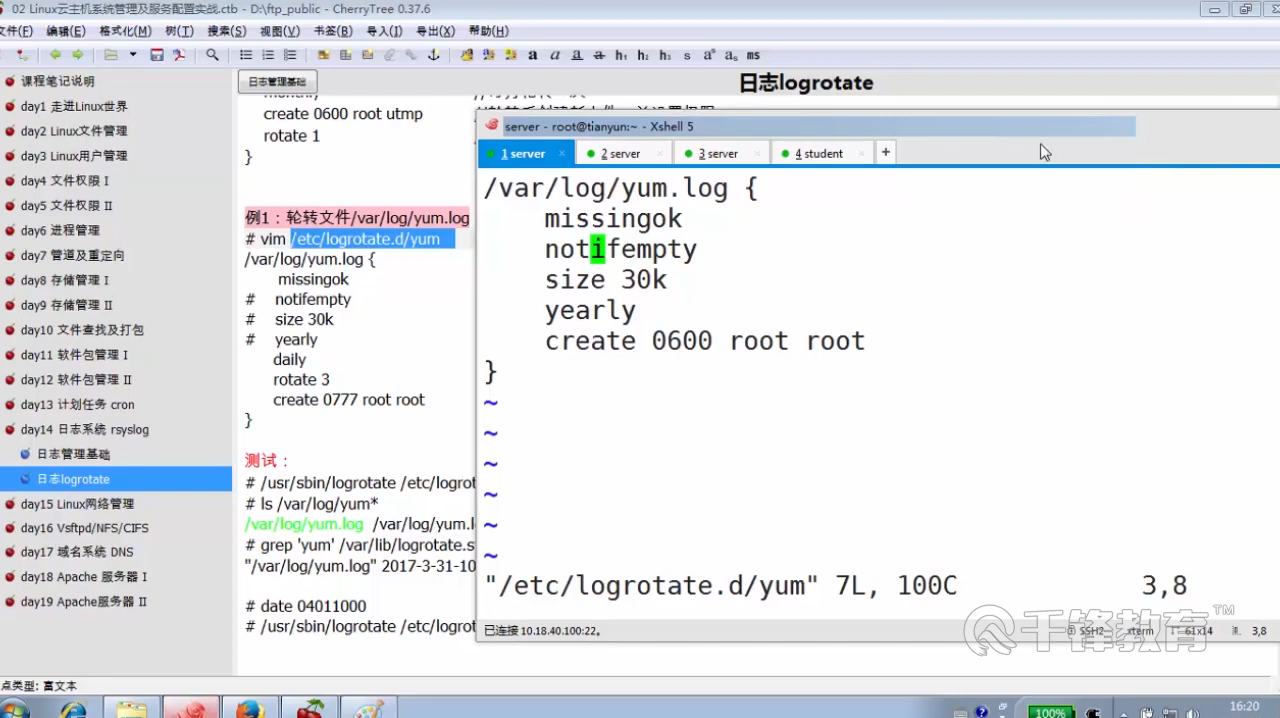 02 Linux云主机系统管理及服务配置实战.ctb - D:\ftp_public - CherryTree 0.37.6
文件(F) 编辑(E) 格式化(M) 树(T) 搜索(S) 视图(V) 书签(B) 导入(I) 导出(X) 帮助(H)
课程笔记说明
day1 走进Linux世界
day2 Linux文件管理
day3 Linux用户管理
day4 文件权限 I
day5 文件权限 II
day6 进程管理
day7 管道及重定向
day8 存储管理 I
day9 存储管理 II
day10 文件查找及打包
day11 软件包管理 I
day12 软件包管理 II
day13 计划任务 cron
day14 日志系统 rsyslog
日志管理基础
日志logrotate
day15 Linux网络管理
day16 Vsftpd/NFS/CIFS
day17 域名系统 DNS
day18 Apache 服务器 I
day19 Apache服务器 II
日志管理基础
日志logrotate
create 0600 root utmp
rotate 1
}
例1：轮转文件/var/log/yum.log
# vim /etc/logrotate.d/yum
/var/log/yum.log {
missingok
# notifempty
# size 30k
# yearly
daily
rotate 3
create 0777 root root
}
测试：
# /usr/sbin/logrotate /etc/logrot
# ls /var/log/yum*
/var/log/yum.log /var/log/yum.l
# grep 'yum' /var/lib/logrotate.s
"/var/log/yum.log" 2017-3-31-10
# date 04011000
# /usr/sbin/logrotate /etc/logrot
server - root@tianyun:~ - Xshell 5
1 server × 2 server × 3 server × 4 student × +
/var/log/yum.log {
missingok
notifempty
size 30k
yearly
create 0600 root root
}
~
~
~
~
~
~
"/etc/logrotate.d/yum" 7L, 100C 3,8
已连接 10.18.40.100:22。 SSH2 xterm 61x14 3,8
千锋教育 TM
点类型: 富文本
100% 16:20